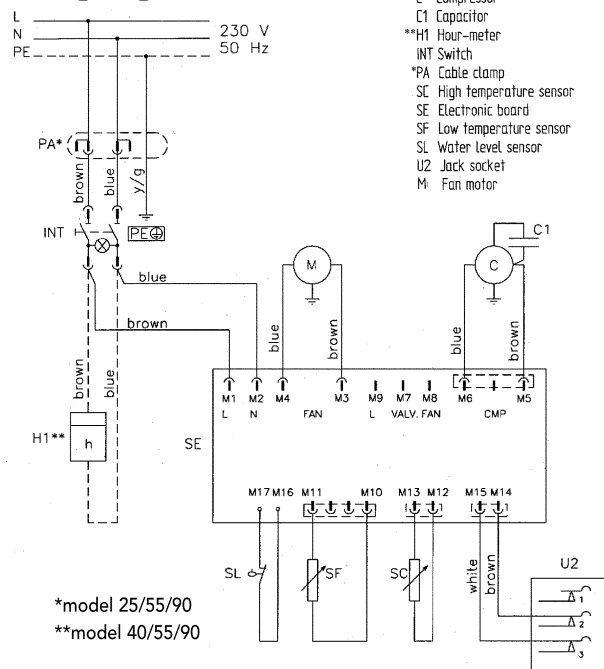 L
N
PE
230 V
50 Hz
C Compressor
C1 Capacitor
**H1 Hour-meter
INT Switch
*PA Cable clamp
SC High temperature sensor
SE Electronic board
SF Low temperature sensor
SL Water level sensor
U2 Jack socket
M Fan motor
PA*
brown
blue
y/g
INT
PE
C1
M
C
blue
brown
blue
brown
blue
brown
brown
blue
M1 M2 M4 M3 M9 M7 M8 M6 M5
L N FAN L VALV. FAN CMP
H1**
h
SE
M17 M16 M11 M10 M13 M12 M15 M14
SL
SF
SC
white
brown
U2
1
2
3
*model 25/55/90
**model 40/55/90